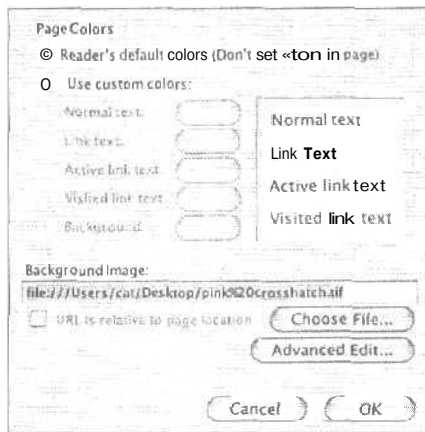 Page Colors
© Reader's default colors (Don't set «ton in page)
O Use custom colors:
Normal text:
Normal text
Link text:
Link Text
Active link text
Active link text
Visited link text
Visited link text
Background
Background Image:
file:///Users/cat/Desktop/pink%20crosshatch.tif
URL is relative to page location
Choose File...
Advanced Edit...
Cancel
OK